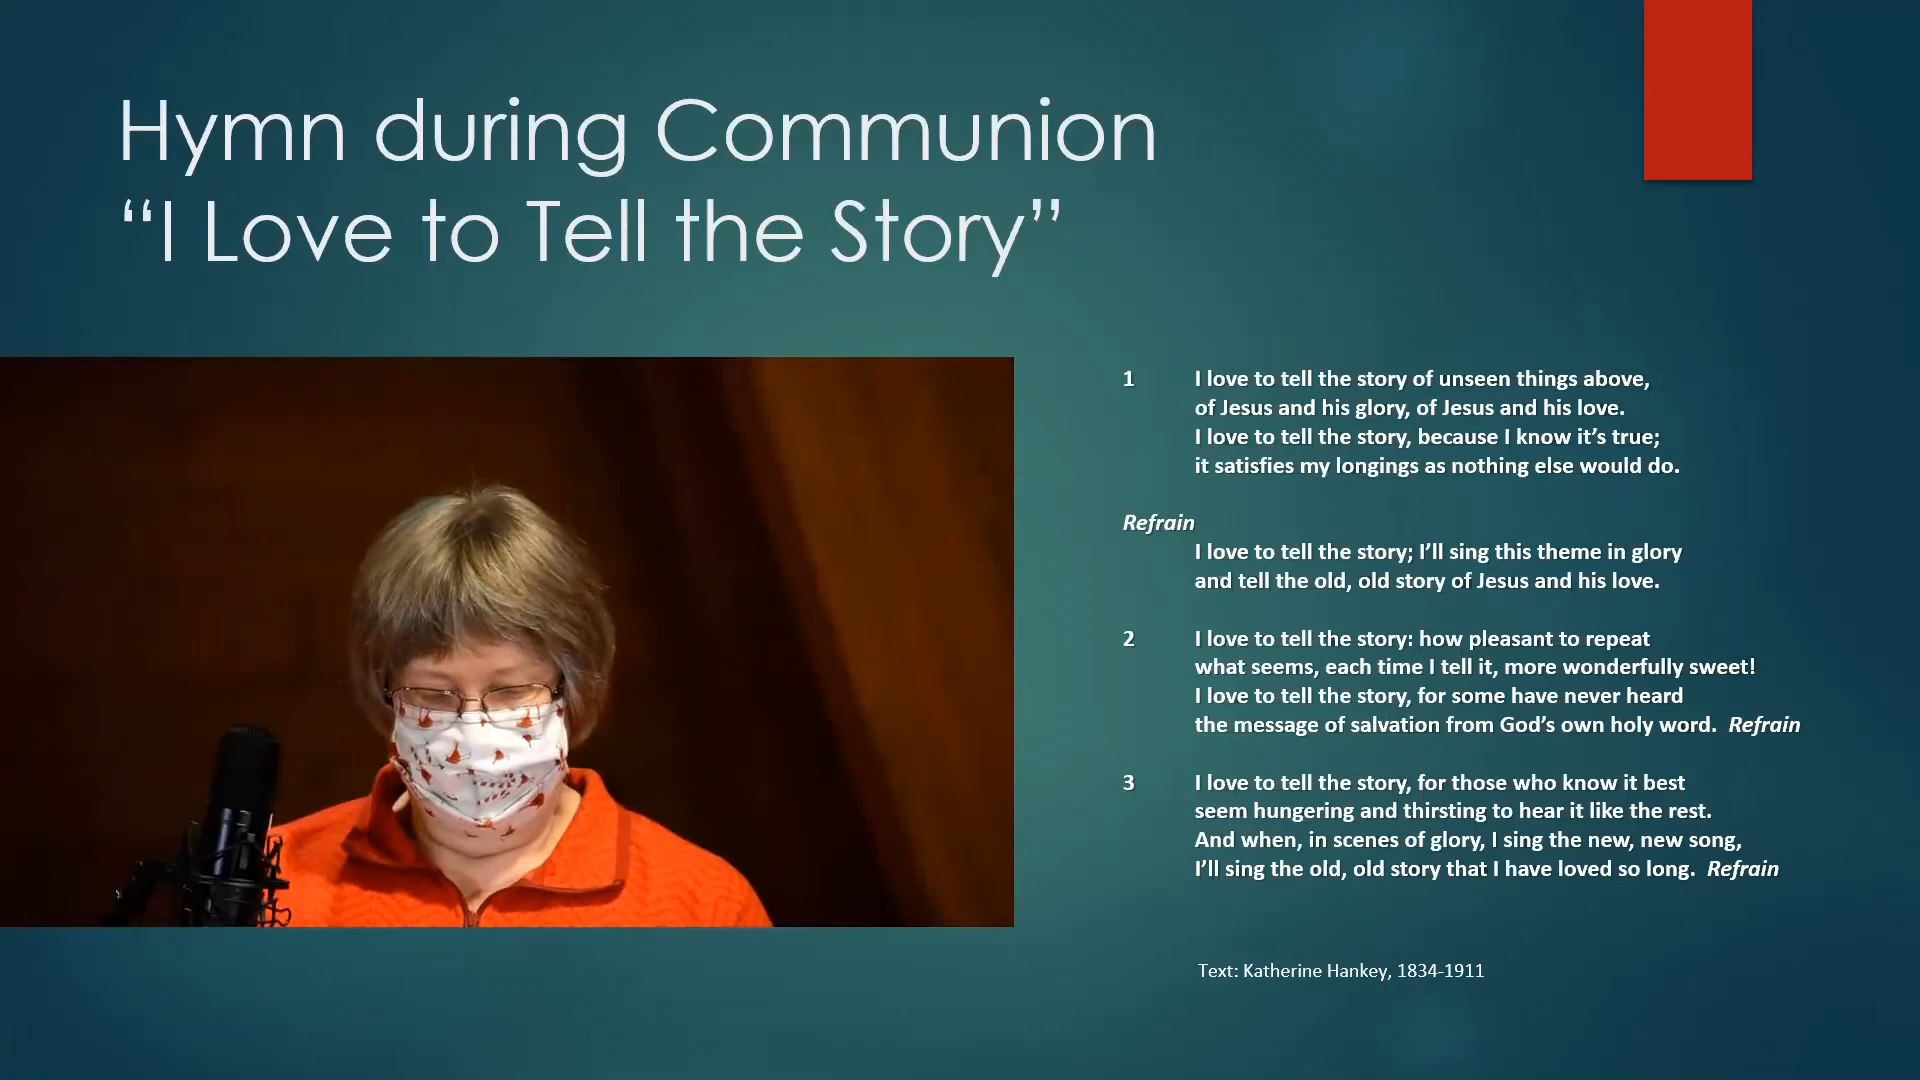 Hymn during Communion
“I Love to Tell the Story”
1 I love to tell the story of unseen things above,
of Jesus and his glory, of Jesus and his love.
I love to tell the story, because I know it’s true;
it satisfies my longings as nothing else would do.
Refrain
I love to tell the story; I’ll sing this theme in glory
and tell the old, old story of Jesus and his love.
2 I love to tell the story: how pleasant to repeat
what seems, each time I tell it, more wonderfully sweet!
I love to tell the story, for some have never heard
the message of salvation from God’s own holy word. Refrain
3 I love to tell the story, for those who know it best
seem hungering and thirsting to hear it like the rest.
And when, in scenes of glory, I sing the new, new song,
I’ll sing the old, old story that I have loved so long. Refrain
Text: Katherine Hankey, 1834-1911